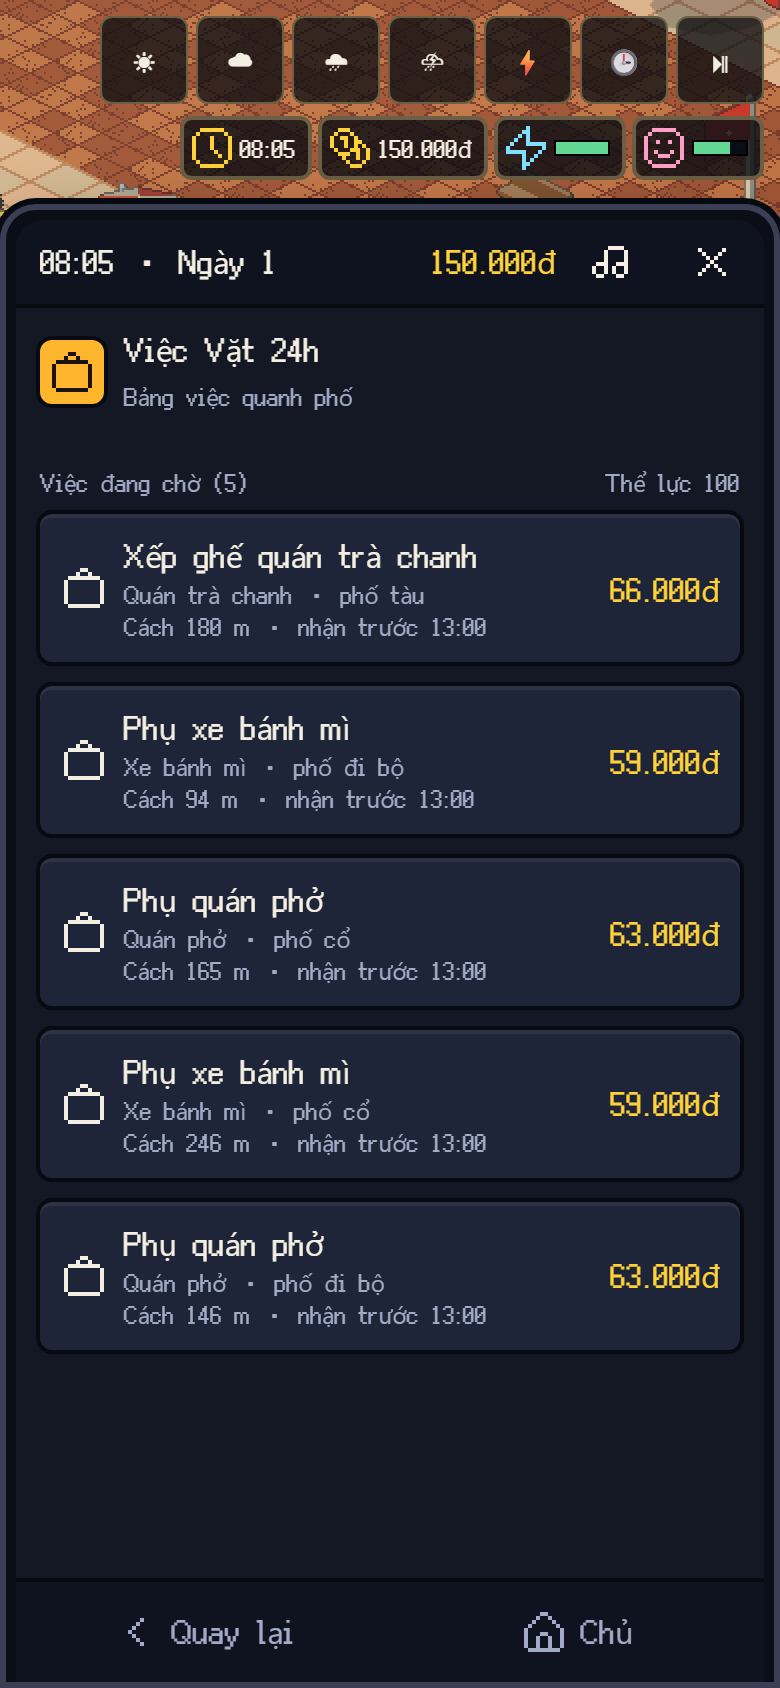 08:05
150.000đ
08:05 · Ngày 1
150.000đ
Việc Vặt 24h
Bảng việc quanh phố
Việc đang chờ (5)
Thể lực 100
Xếp ghế quán trà chanh
Quán trà chanh · phố tàu
Cách 180 m · nhận trước 13:00
66.000đ
Phụ xe bánh mì
Xe bánh mì · phố đi bộ
Cách 94 m · nhận trước 13:00
59.000đ
Phụ quán phở
Quán phở · phố cổ
Cách 165 m · nhận trước 13:00
63.000đ
Phụ xe bánh mì
Xe bánh mì · phố cổ
Cách 246 m · nhận trước 13:00
59.000đ
Phụ quán phở
Quán phở · phố đi bộ
Cách 146 m · nhận trước 13:00
63.000đ
Quay lại
Chủ